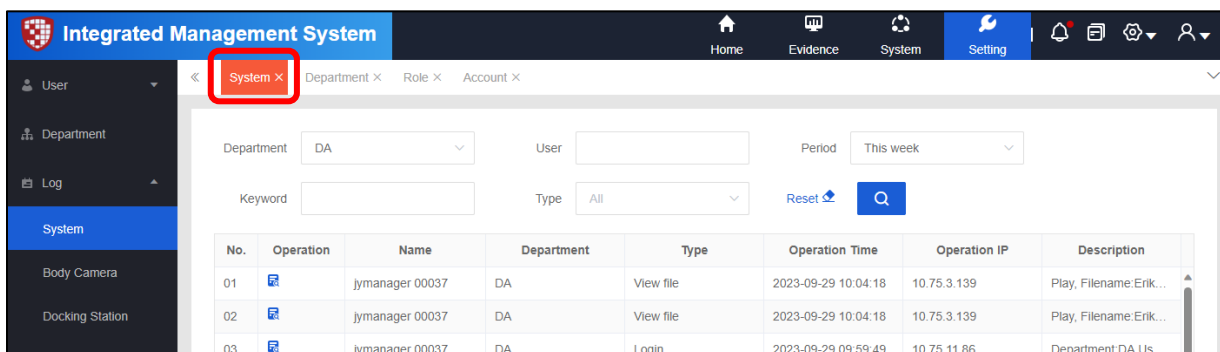 Integrated Management System
Home Evidence System Setting
User
System × Department × Role × Account ×
Department
Department DA User Period This week
Log
Keyword Type All Reset
System
No. Operation Name Department Type Operation Time Operation IP Description
Body Camera
01 jymanager 00037 DA View file 2023-09-29 10:04:18 10.75.3.139 Play, Filename:Erik...
Docking Station
02 jymanager 00037 DA View file 2023-09-29 10:04:18 10.75.3.139 Play, Filename:Erik...
03 jymanager 00037 DA Login 2023-09-29 09:59:49 10.75.11.86 Department:DA,Us...